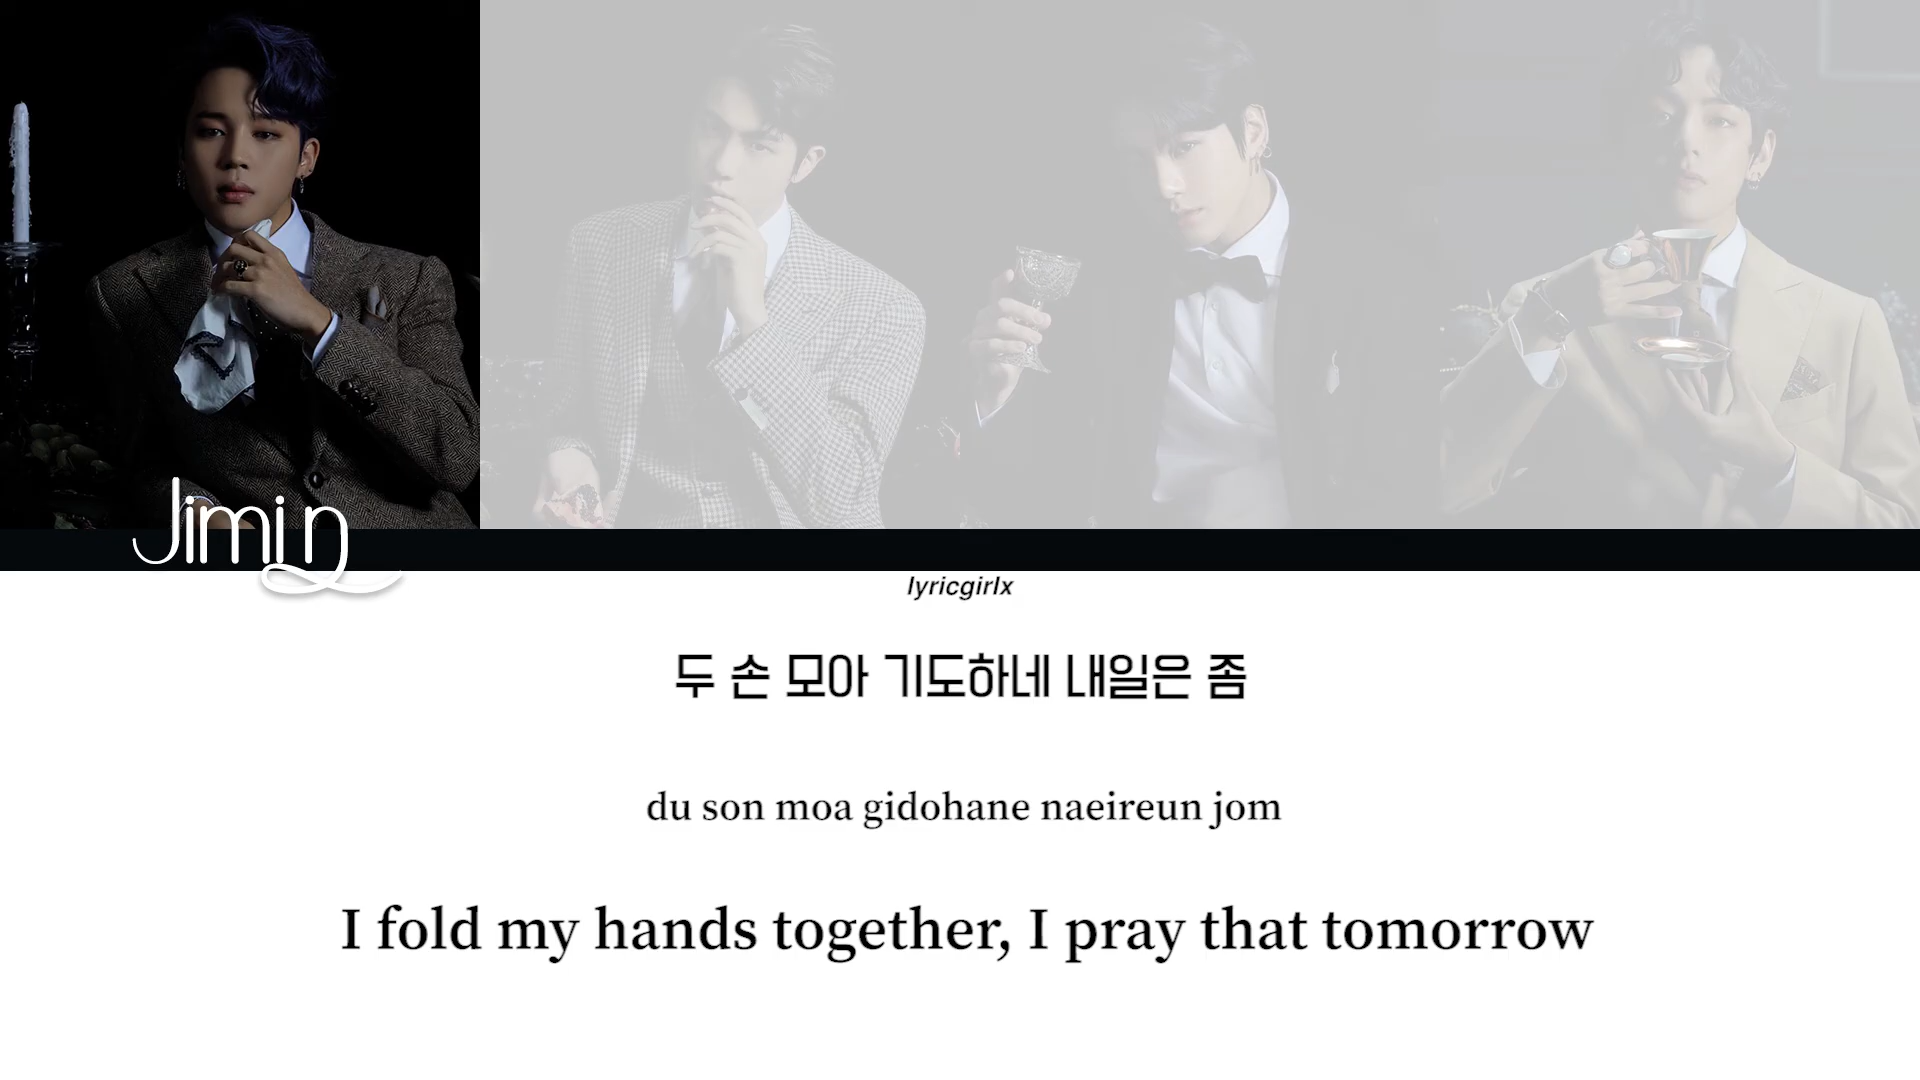 Jimin
lyricgirlx
두 손 모아 기도하네 내일은 좀
du son moa gidohane naeireun jom
I fold my hands together, I pray that tomorrow